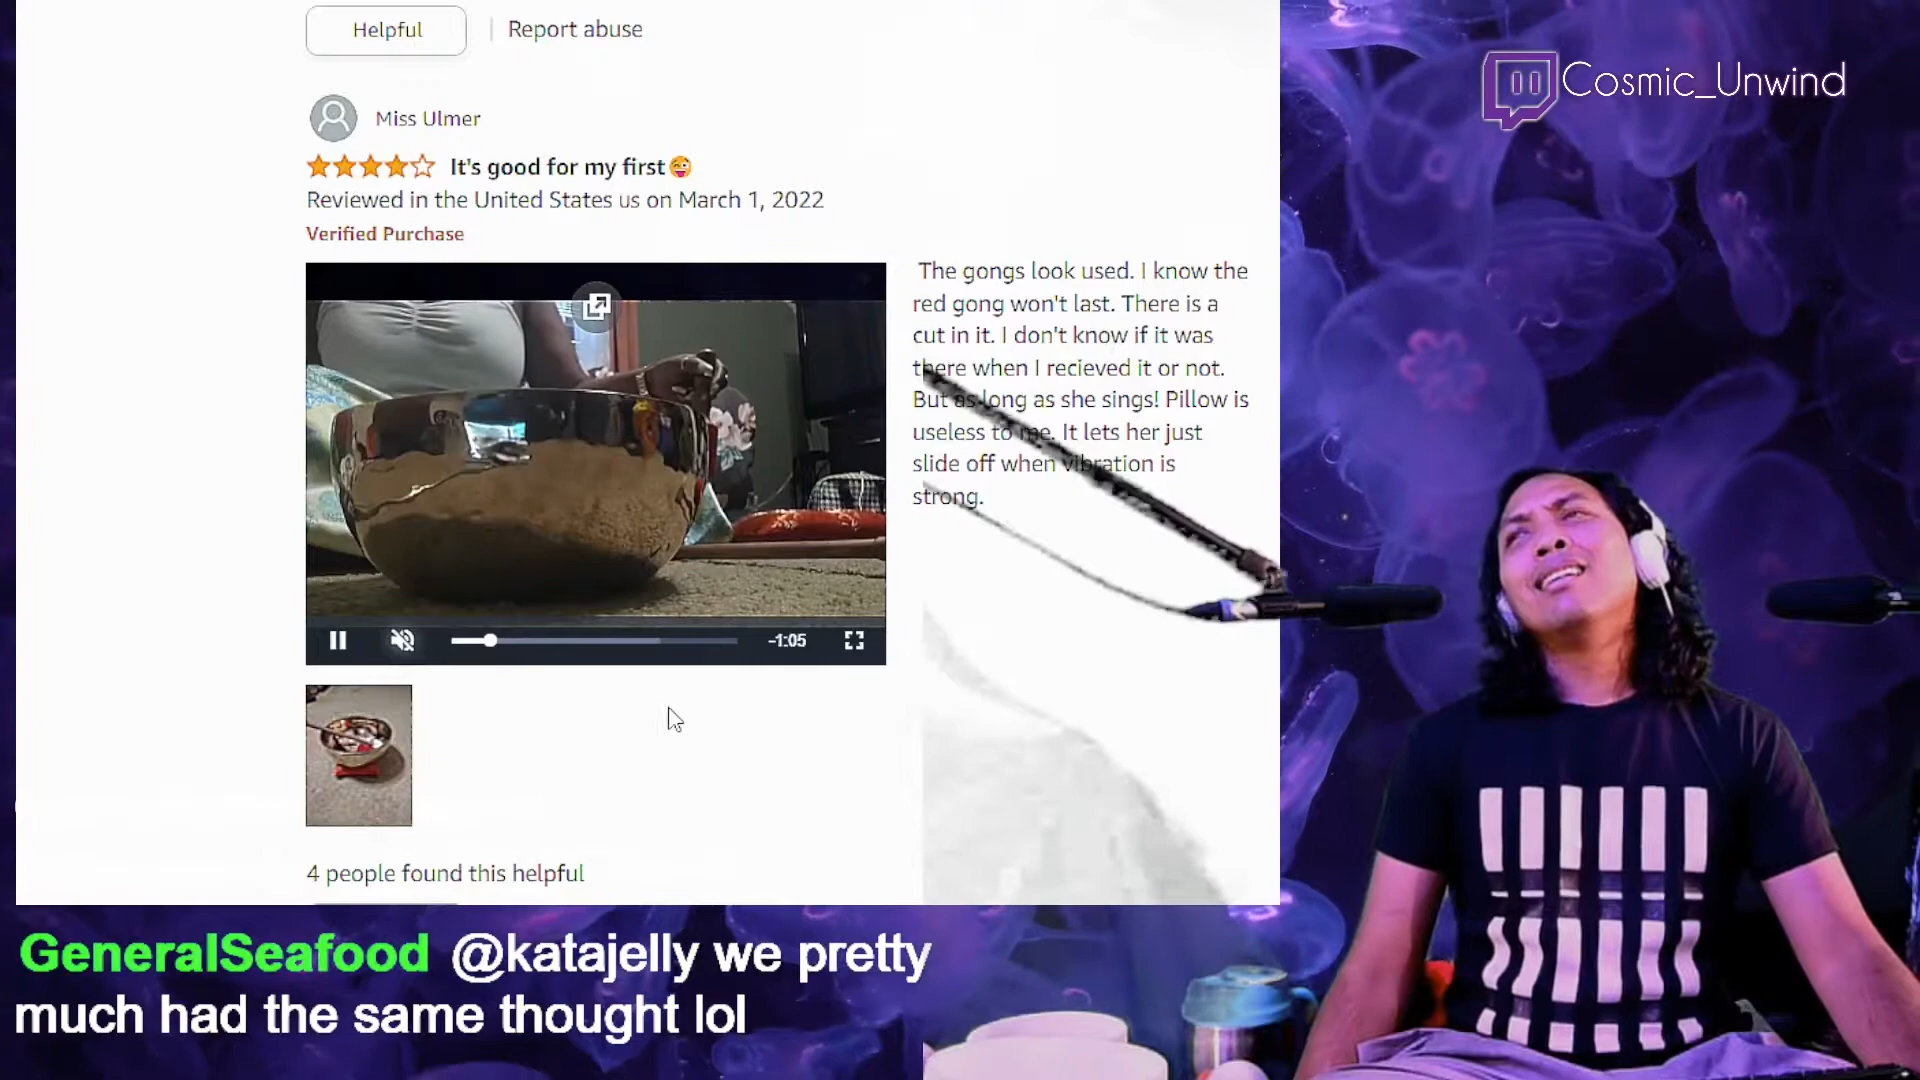 Helpful
Report abuse
Cosmic_Unwind
Miss Ulmer
It's good for my first😜
Reviewed in the United States us on March 1, 2022
Verified Purchase
The gongs look used. I know the
red gong won't last. There is a
cut in it. I don't know if it was
there when I recieved it or not.
But as long as she sings! Pillow is
useless to me. It lets her just
slide off when vibration is
strong.
-1:05
4 people found this helpful
GeneralSeafood @katajelly we pretty
much had the same thought lol